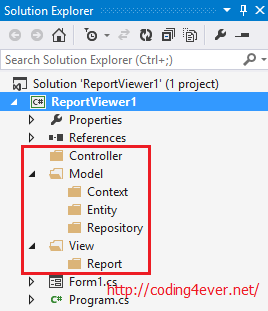 Solution Explorer
Search Solution Explorer (Ctrl+;)
Solution 'ReportViewer1' (1 project)
C# ReportViewer1
Properties
References
Controller
Model
Context
Entity
Repository
View
Report
Form1.cs
http://coding4ever.net/
C# Program.cs